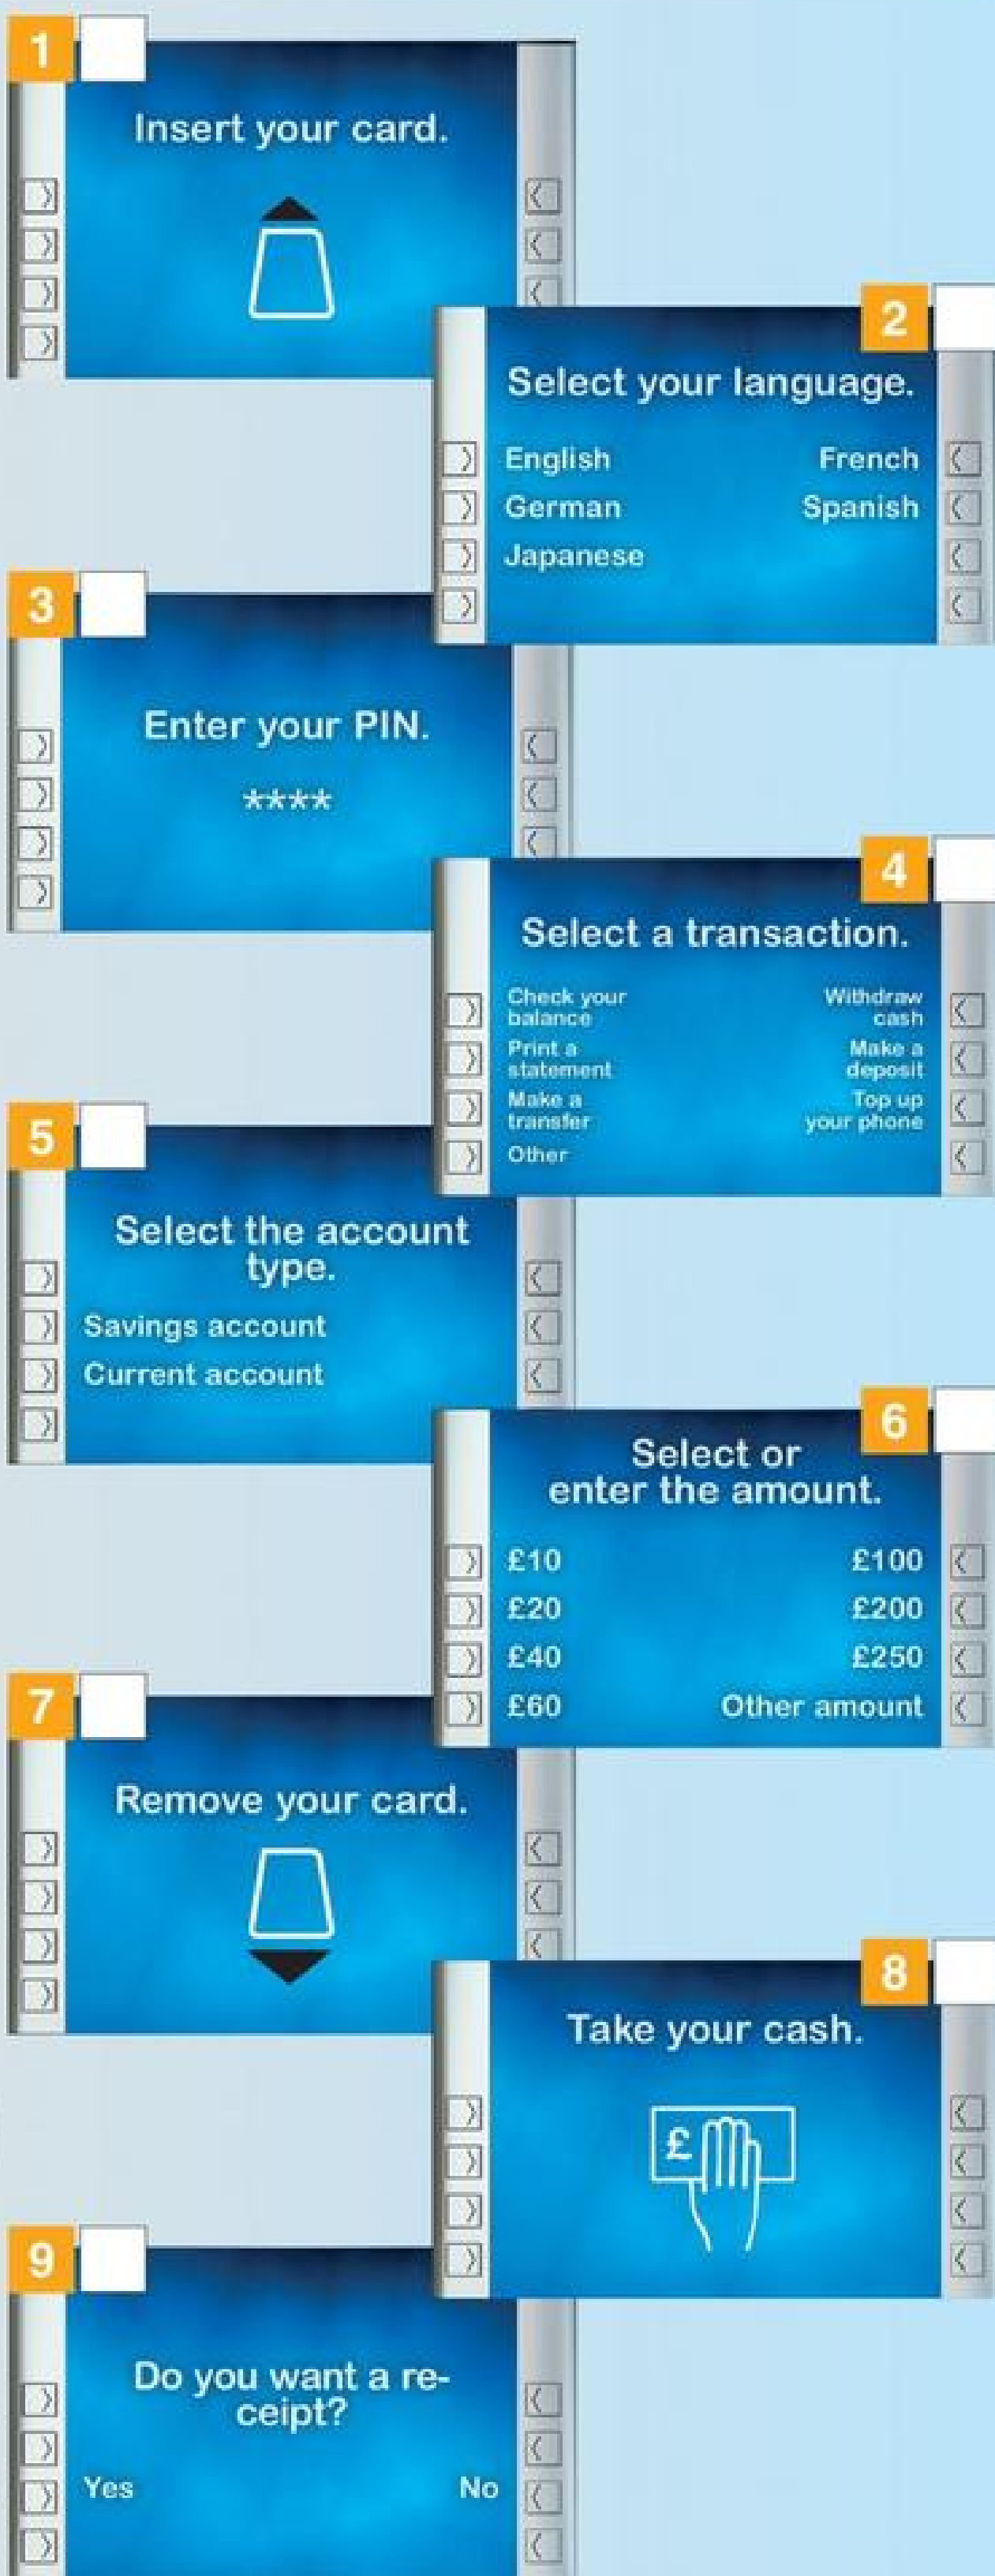 1
Insert your card.
2
Select your language.
English French
German Spanish
Japanese
3
Enter your PIN.
****
4
Select a transaction.
Check your
balance
Withdraw
cash
Print a
statement
Make a
deposit
Make a
transfer
Top up
your phone
Other
5
Select the account
type.
Savings account
Current account
6
Select or
enter the amount.
£10 £100
£20 £200
£40 £250
£60 Other amount
7
Remove your card.
8
Take your cash.
£
9
Do you want a re-
ceipt?
Yes No